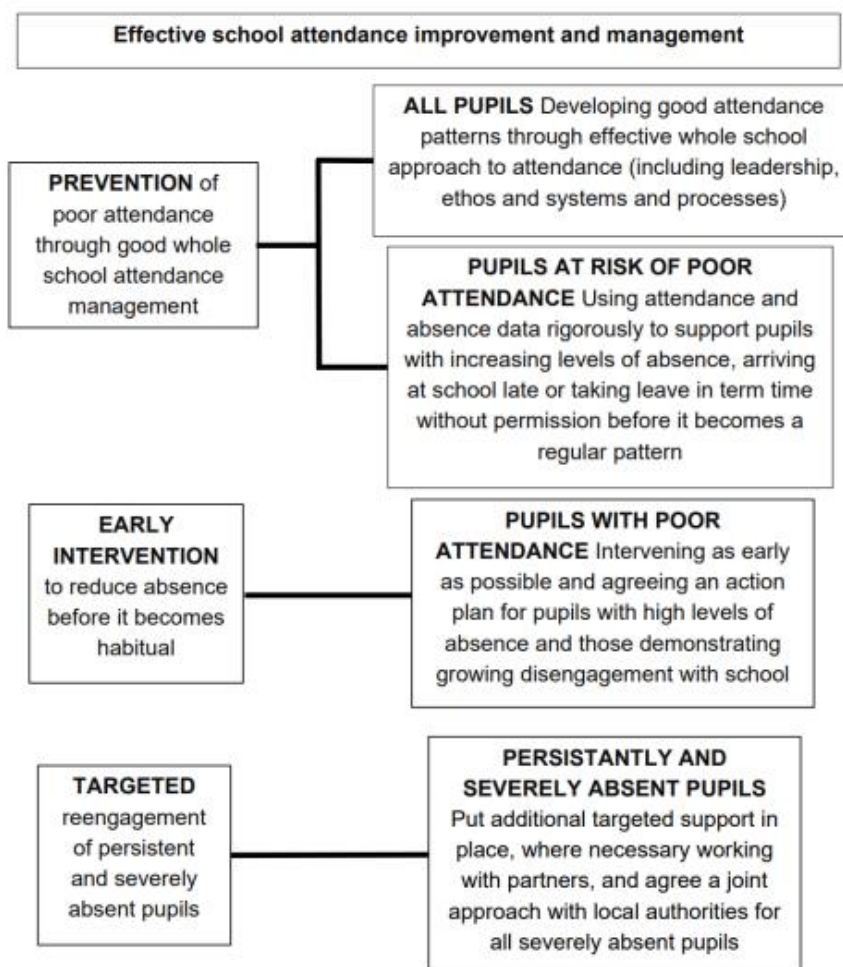 Effective school attendance improvement and management
PREVENTION of
poor attendance
through good whole
school attendance
management
ALL PUPILS Developing good attendance
patterns through effective whole school
approach to attendance (including leadership,
ethos and systems and processes)
PUPILS AT RISK OF POOR
ATTENDANCE Using attendance and
absence data rigorously to support pupils
with increasing levels of absence, arriving
at school late or taking leave in term time
without permission before it becomes a
regular pattern
EARLY
INTERVENTION
to reduce absence
before it becomes
habitual
PUPILS WITH POOR
ATTENDANCE Intervening as early
as possible and agreeing an action
plan for pupils with high levels of
absence and those demonstrating
growing disengagement with school
TARGETED
reengagement
of persistent
and severely
absent pupils
PERSISTANTLY AND
SEVERELY ABSENT PUPILS
Put additional targeted support in
place, where necessary working
with partners, and agree a joint
approach with local authorities for
all severely absent pupils